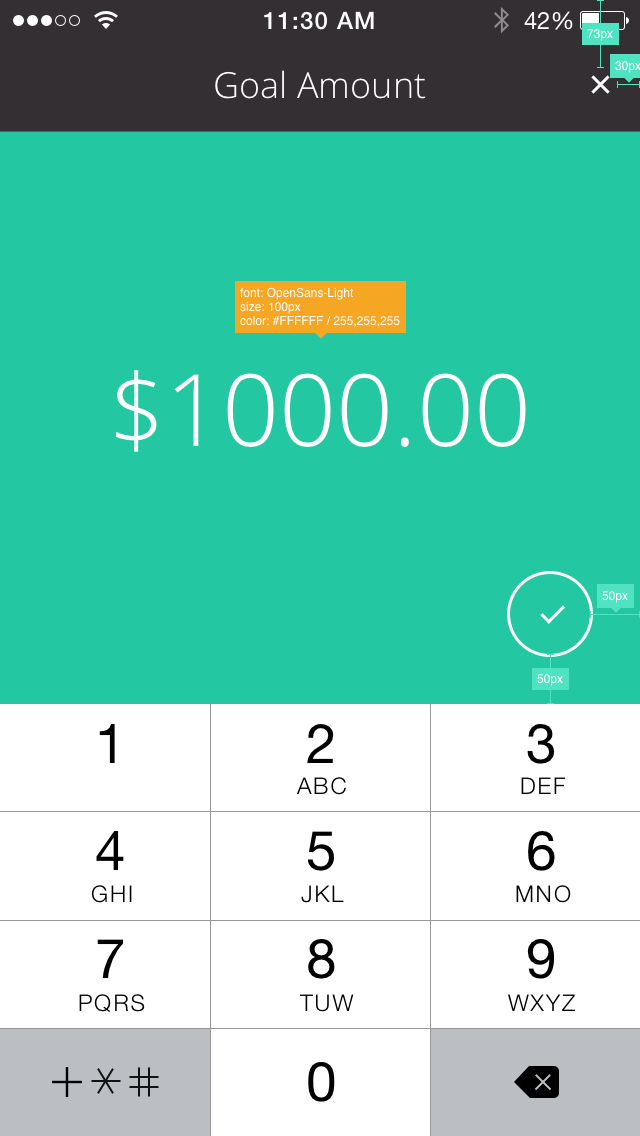 11:30 AM
42%
73px
30px
Goal Amount
font: OpenSans-Light
size: 100px
color: #FFFFFF / 255,255,255
$1000.00
50px
50px
1
2
3
ABC
DEF
4
5
6
GHI
JKL
MNO
7
8
9
PQRS
TUW
WXYZ
+ * #
0